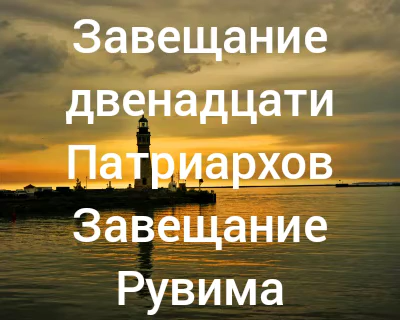 Завещание
двенадцати
Патриархов
Завещание
Рувима